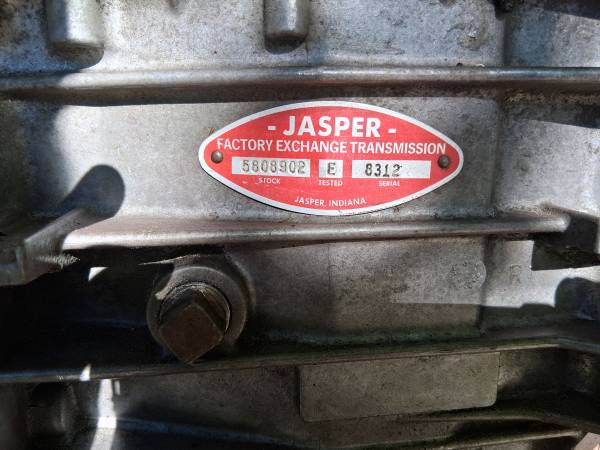 - JASPER -
FACTORY EXCHANGE TRANSMISSION
5808902 E 8312
STOCK TESTED SERIAL
JASPER, INDIANA